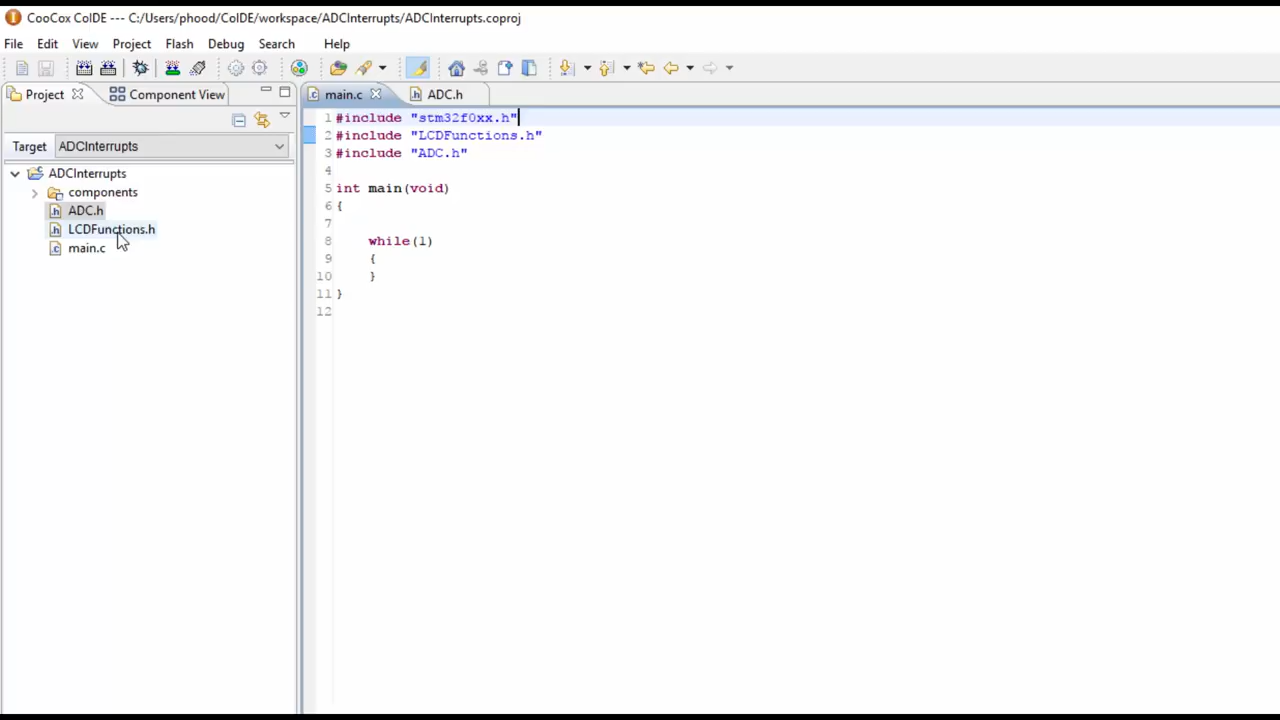 CooCox CoIDE --- C:/Users/phood/CoIDE/workspace/ADCInterrupts/ADCInterrupts.coproj
File Edit View Project Flash Debug Search Help
Project Component View
Target ADCInterrupts
ADCInterrupts
components
.h ADC.h
.h LCDFunctions.h
.c main.c
.c main.c .h ADC.h
1 #include "stm32f0xx.h"
2 #include "LCDFunctions.h"
3 #include "ADC.h"
4
5 int main(void)
6 {
7
8 while(1)
9 {
10 }
11 }
12